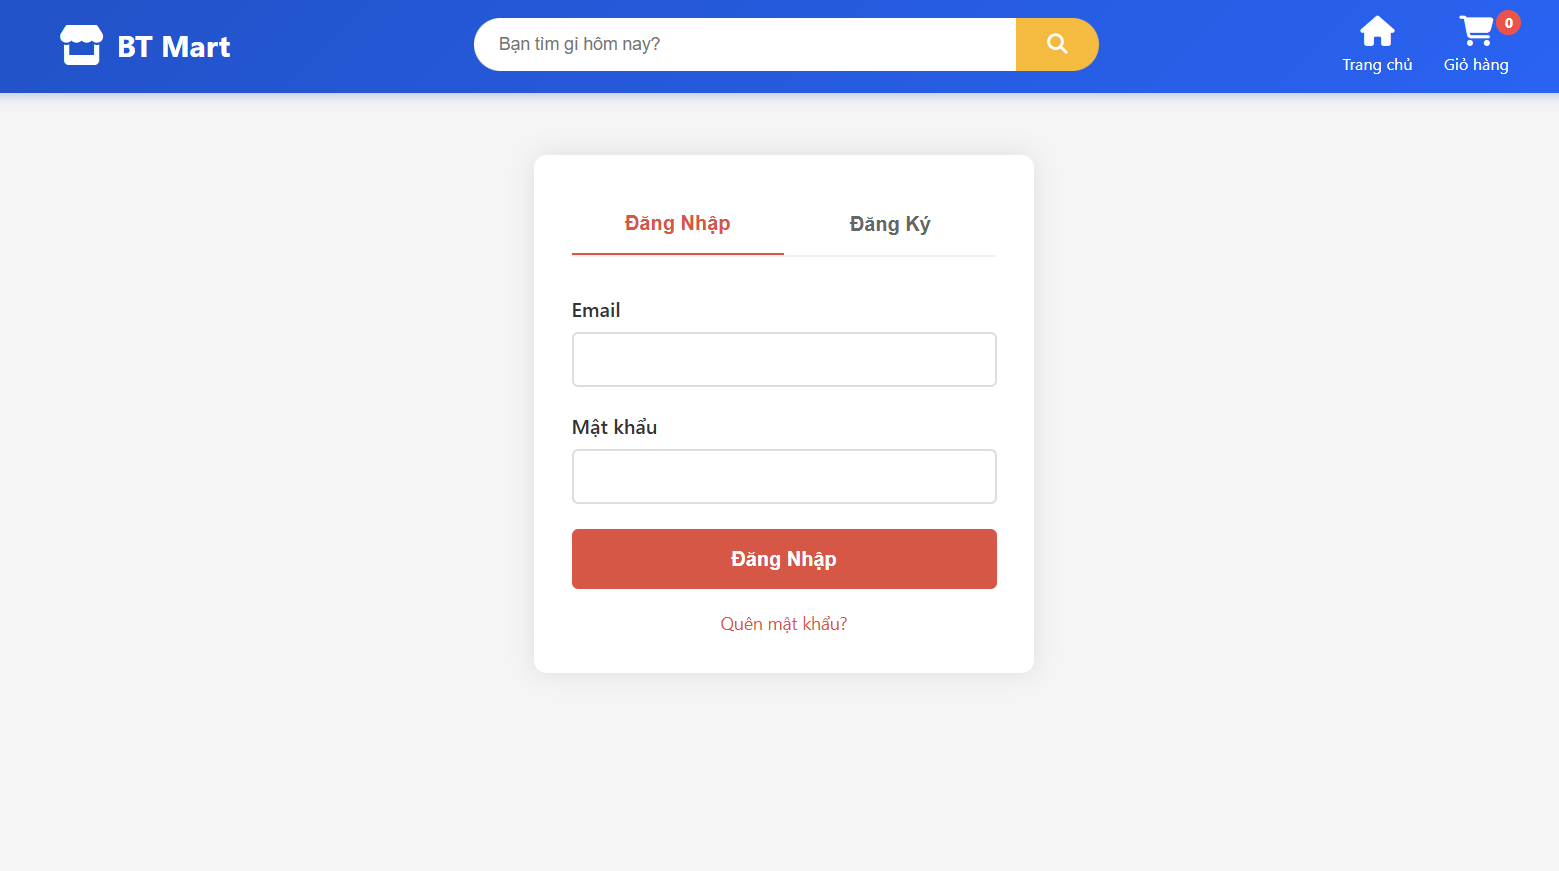 BT Mart
Bạn tìm gì hôm nay?
Trang chủ
0
Giỏ hàng
Đăng Nhập
Đăng Ký
Email
Mật khẩu
Đăng Nhập
Quên mật khẩu?